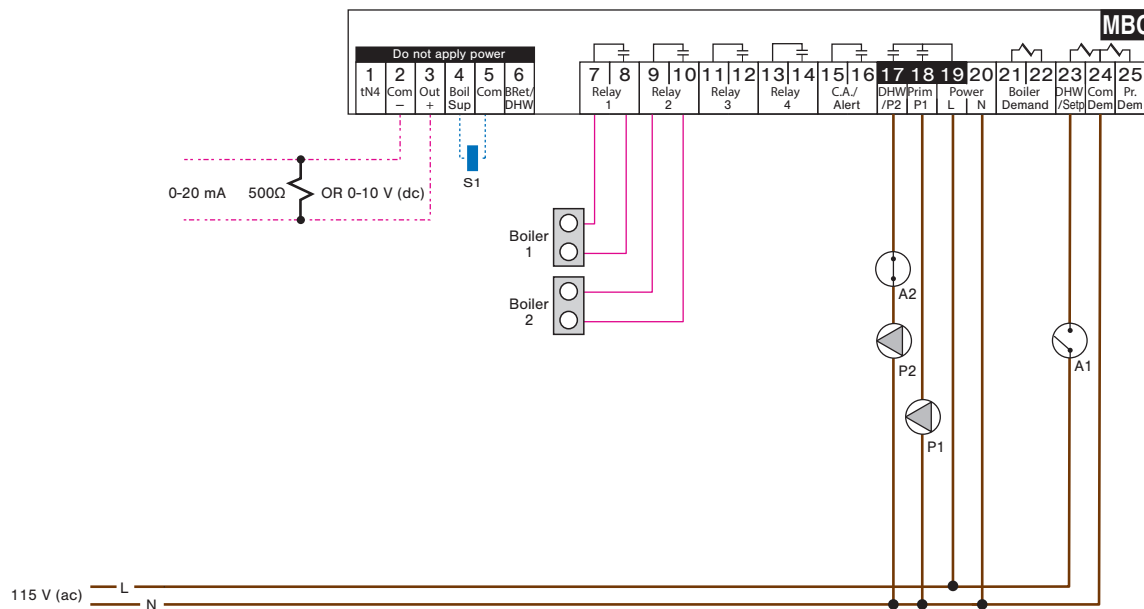 MBC
Do not apply power
1 2 3 4 5 6 7 8 9 10 11 12 13 14 15 16 17 18 19 20 21 22 23 24 25
tN4 Com Out Boil Com BRet/ Relay Relay Relay Relay C.A./ DHW Prim Power Boiler DHW Com Pr.
− + Sup DHW 1 2 3 4 Alert /P2 P1 L N Demand /Setp Dem Dem
S1
0-20 mA 500Ω OR 0-10 V (dc)
Boiler
1
Boiler
2
A2
P2
A1
P1
115 V (ac)
L
N